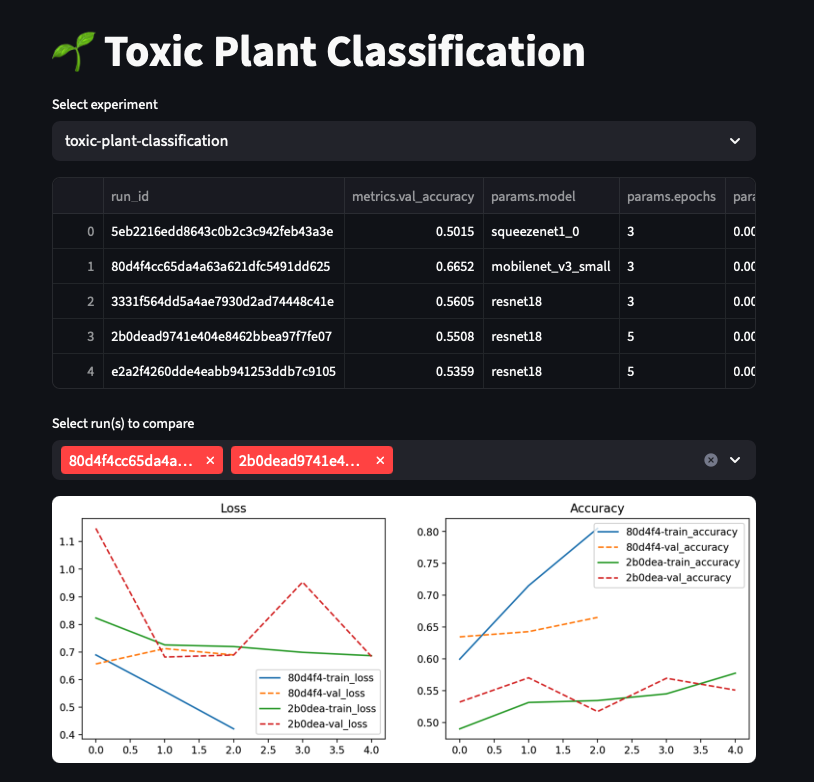 🌱 Toxic Plant Classification
Select experiment
toxic-plant-classification
run_id metrics.val_accuracy params.model params.epochs
0 5eb2216edd8643c0b2c3c942feb43a3e 0.5015 squeezenet1_0 3 0.00
1 80d4f4cc65da4a63a621dfc5491dd625 0.6652 mobilenet_v3_small 3 0.00
2 3331f564dd5a4ae7930d2ad74448c41e 0.5605 resnet18 3 0.00
3 2b0dead9741e404e8462bbea97f7fe07 0.5508 resnet18 5 0.00
4 e2a2f4260dde4eabb941253ddb7c9105 0.5359 resnet18 5 0.00
Select run(s) to compare
80d4f4cc65da4a... × 2b0dead9741e4... ×
Loss
1.1
1.0
0.9
0.8
0.7
0.6
0.5
0.4
80d4f4-train_loss
80d4f4-val_loss
2b0dea-train_loss
2b0dea-val_loss
0.0 0.5 1.0 1.5 2.0 2.5 3.0 3.5 4.0
Accuracy
0.80
0.75
0.70
0.65
0.60
0.55
0.50
80d4f4-train_accuracy
80d4f4-val_accuracy
2b0dea-train_accuracy
2b0dea-val_accuracy
0.0 0.5 1.0 1.5 2.0 2.5 3.0 3.5 4.0